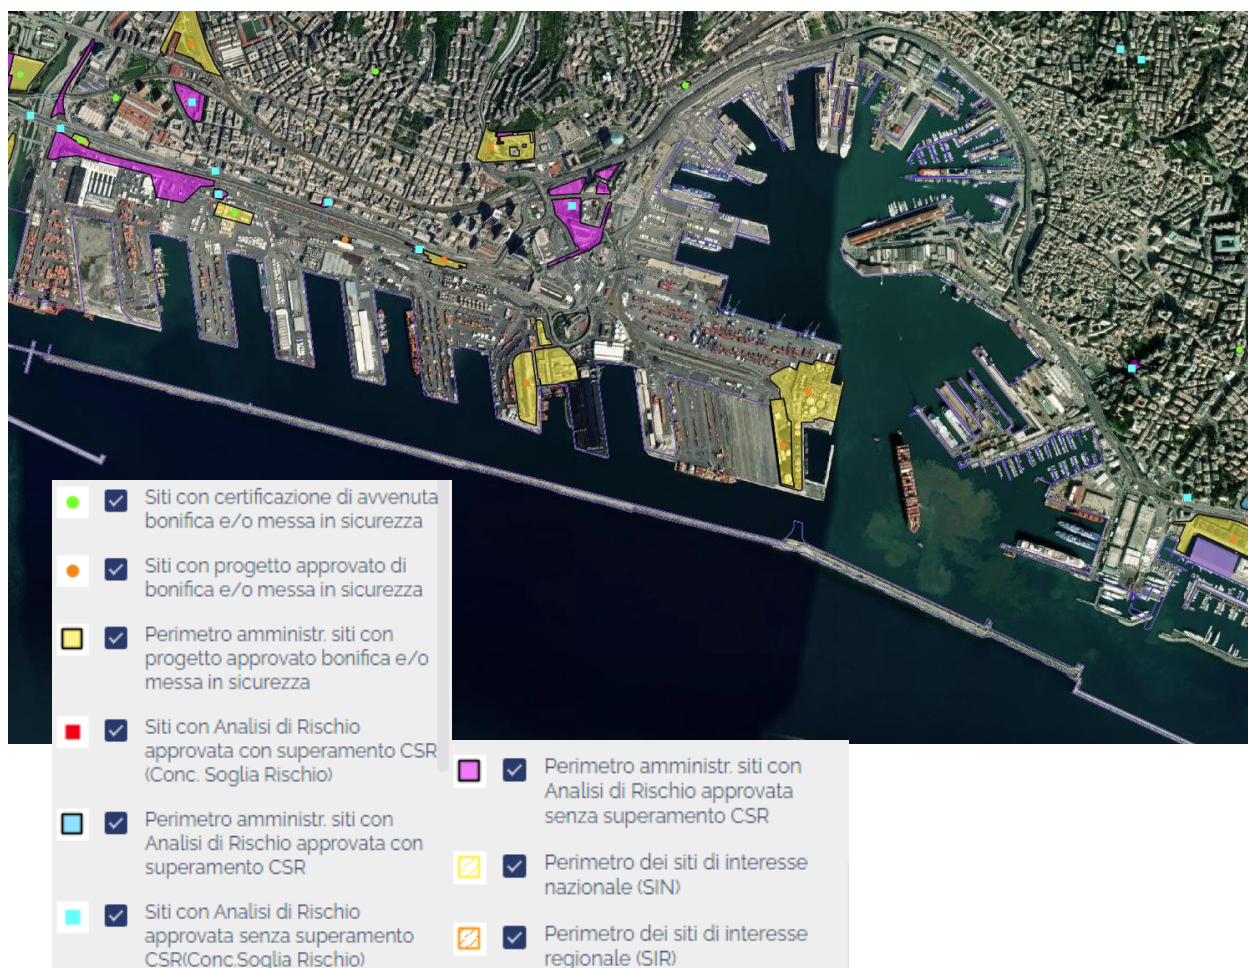 Siti con certificazione di avvenuta
bonifica e/o messa in sicurezza
Siti con progetto approvato di
bonifica e/o messa in sicurezza
Perimetro amministr. siti con
progetto approvato bonifica e/o
messa in sicurezza
Siti con Analisi di Rischio
approvata con superamento CSR
(Conc. Soglia Rischio)
Perimetro amministr. siti con
Analisi di Rischio approvata con
superamento CSR
Siti con Analisi di Rischio
approvata senza superamento
CSR(Conc.Soglia Rischio)
Perimetro amministr. siti con
Analisi di Rischio approvata
senza superamento CSR
Perimetro dei siti di interesse
nazionale (SIN)
Perimetro dei siti di interesse
regionale (SIR)